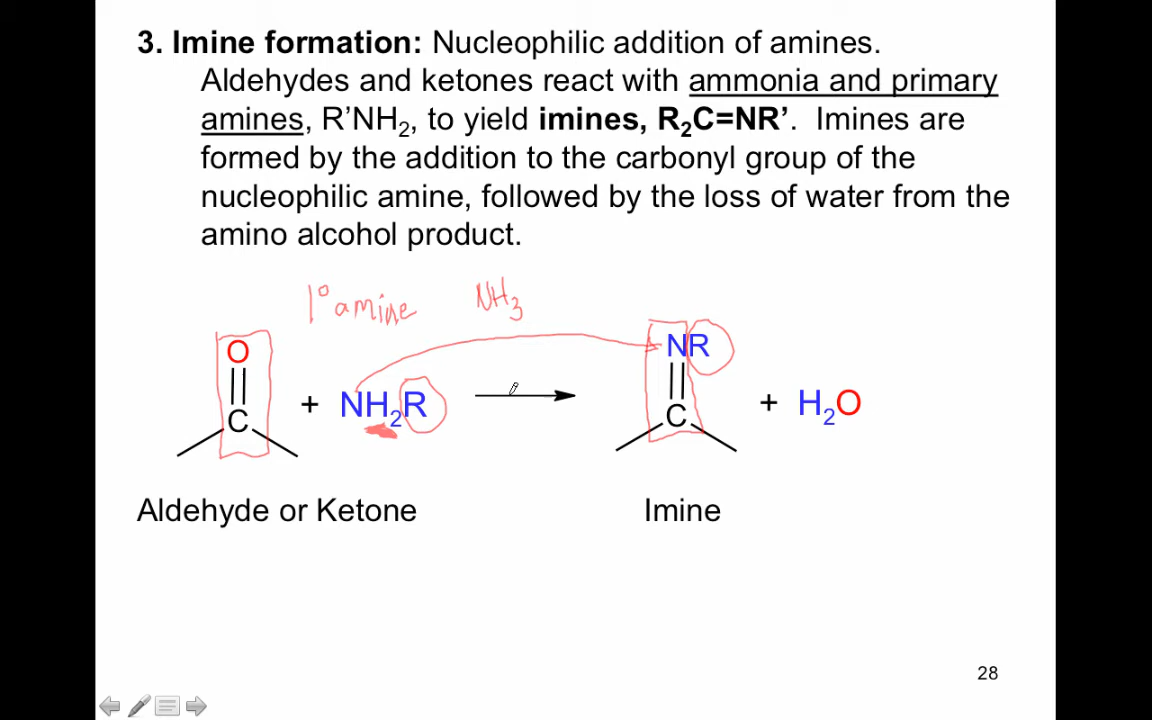 3. Imine formation: Nucleophilic addition of amines.
Aldehydes and ketones react with ammonia and primary
amines, R’NH₂, to yield imines, R₂C=NR’. Imines are
formed by the addition to the carbonyl group of the
nucleophilic amine, followed by the loss of water from the
amino alcohol product.
1° amine NH₃
O NR
C + NH₂R C + H₂O
Aldehyde or Ketone Imine
28